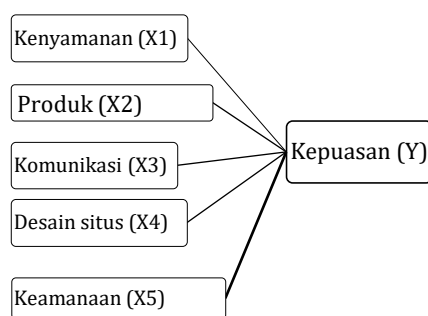 Kenyamanan (X1)
Produk (X2)
Komunikasi (X3)
Kepuasan (Y)
Desain situs (X4)
Keamanaan (X5)